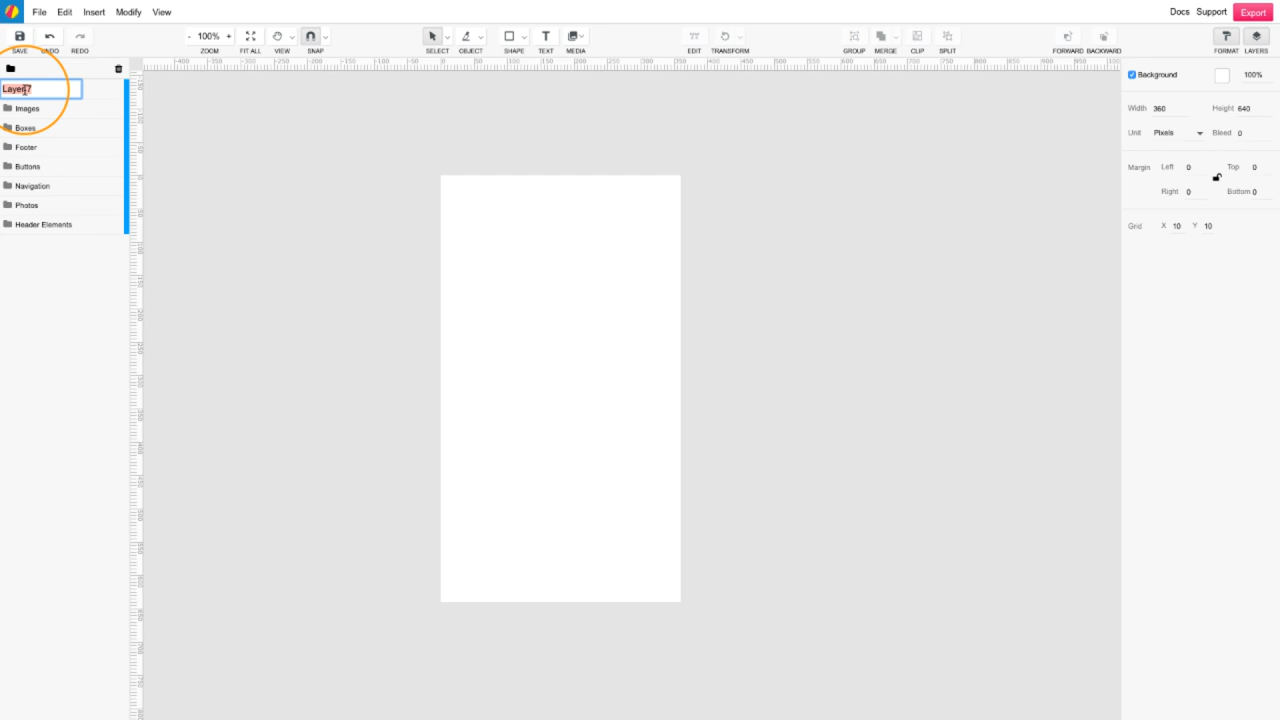 File Edit Insert Modify View Docs Support Export
- 100% +
SAVE UNDO REDO ZOOM FIT ALL VIEW SNAP SELECT OBJECT SHAPE TEXT MEDIA EDIT TRANSFORM GROUP MERGE CLIP SPLIT FORWARD BACKWARD FORMAT LAYERS
Background 100%
Images
Boxes
Footer
Buttons
Navigation
Photos
Header Elements
Width 360 Height 640
Unit Pixels Bleed 0
Margin Left 0 Top 0
Right 0 Bottom 0
Grid X 10 Y 10